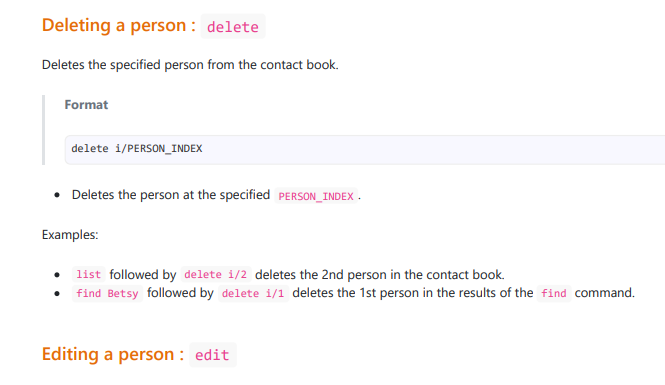 Deleting a person : delete
Deletes the specified person from the contact book.
Format
delete i/PERSON_INDEX
• Deletes the person at the specified PERSON_INDEX.
Examples:
• list followed by delete i/2 deletes the 2nd person in the contact book.
• find Betsy followed by delete i/1 deletes the 1st person in the results of the find command.
Editing a person : edit